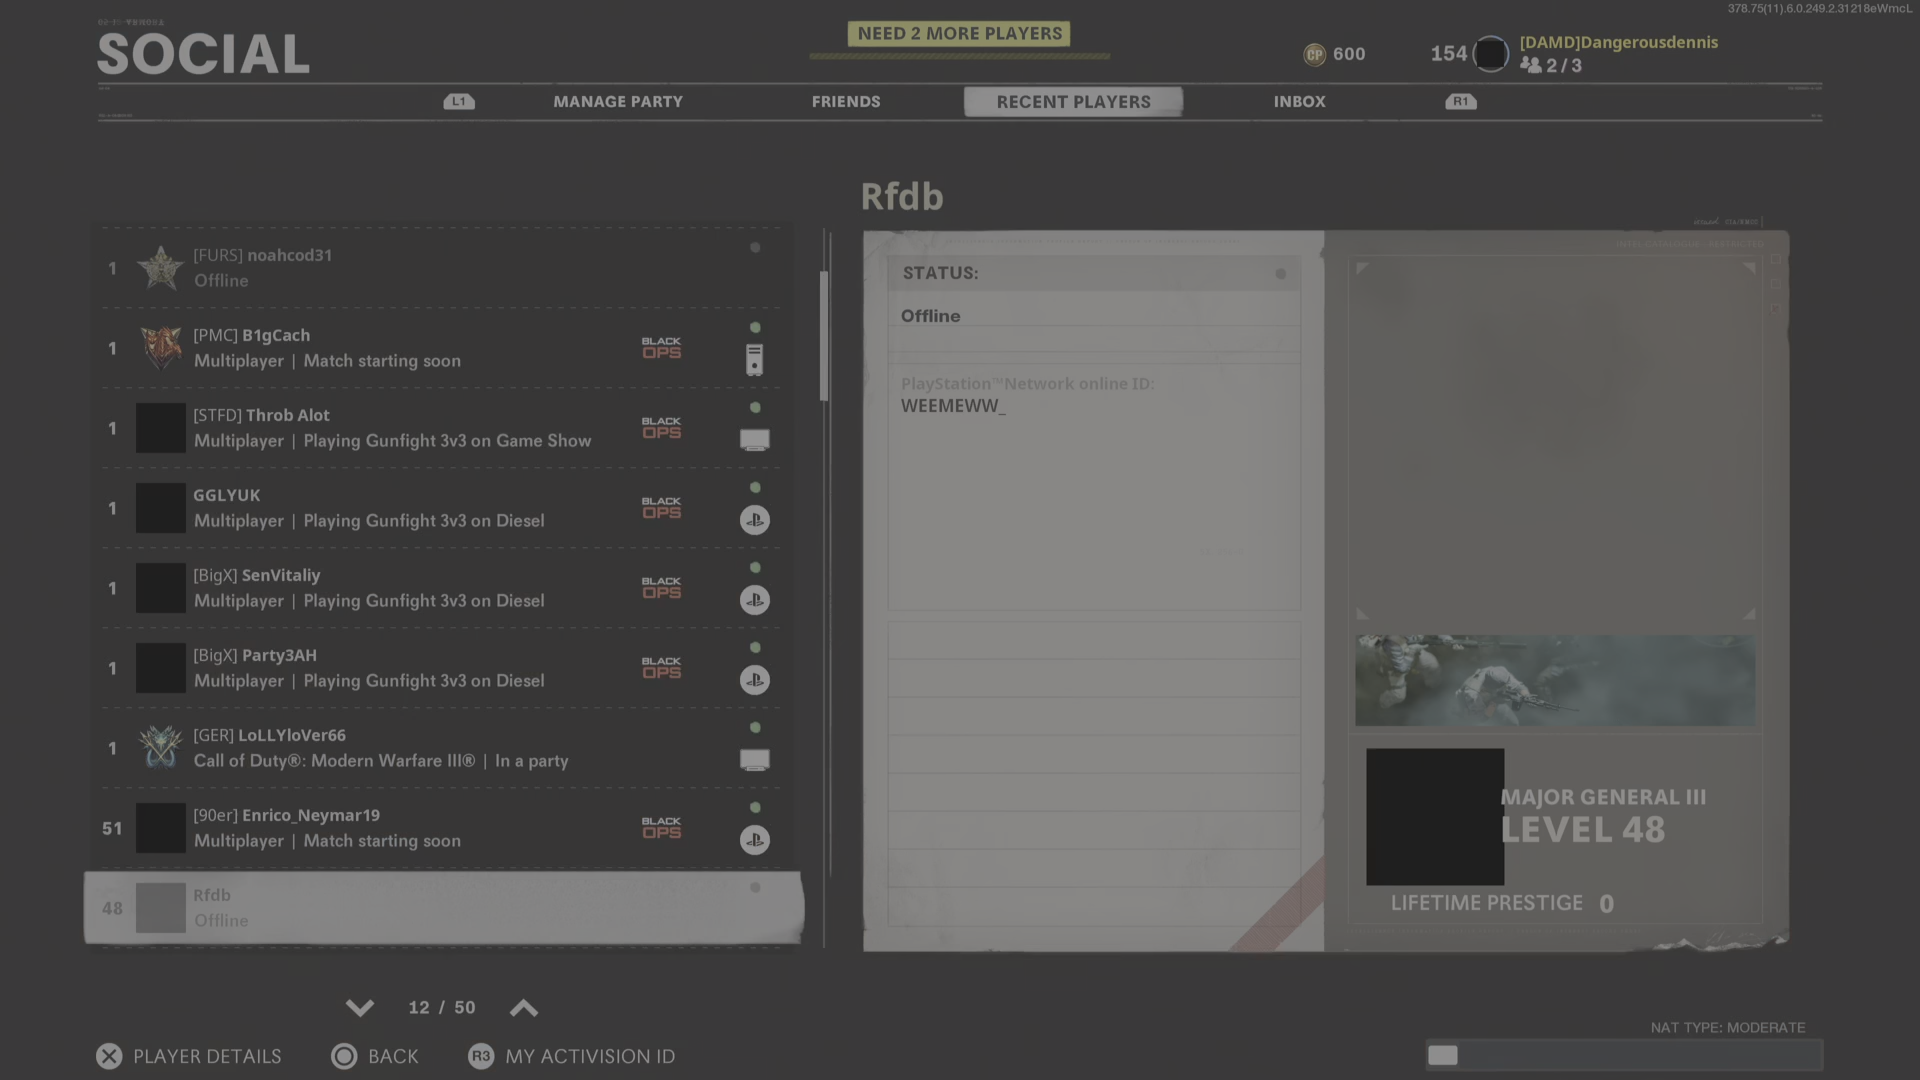 378.75(11).6.0.249.2.31218eWmcL
SOCIAL
NEED 2 MORE PLAYERS
CP 600
154
[DAMD]Dangerousdennis
2 / 3
L1
MANAGE PARTY
FRIENDS
RECENT PLAYERS
INBOX
R1
1
[FURS] noahcod31
Offline
1
[PMC] B1gCach
Multiplayer | Match starting soon
BLACK OPS
1
[STFD] Throb Alot
Multiplayer | Playing Gunfight 3v3 on Game Show
BLACK OPS
1
GGLYUK
Multiplayer | Playing Gunfight 3v3 on Diesel
BLACK OPS
1
[BigX] SenVitaliy
Multiplayer | Playing Gunfight 3v3 on Diesel
BLACK OPS
1
[BigX] Party3AH
Multiplayer | Playing Gunfight 3v3 on Diesel
BLACK OPS
1
[GER] LoLLYloVer66
Call of Duty®: Modern Warfare III® | In a party
51
[90er] Enrico_Neymar19
Multiplayer | Match starting soon
BLACK OPS
48
Rfdb
Offline
12 / 50
Rfdb
STATUS:
Offline
PlayStation™Network online ID:
WEEMEWW_
INTEL CATALOGUE - RESTRICTED
MAJOR GENERAL III
LEVEL 48
LIFETIME PRESTIGE 0
PLAYER DETAILS
BACK
R3 MY ACTIVISION ID
NAT TYPE: MODERATE